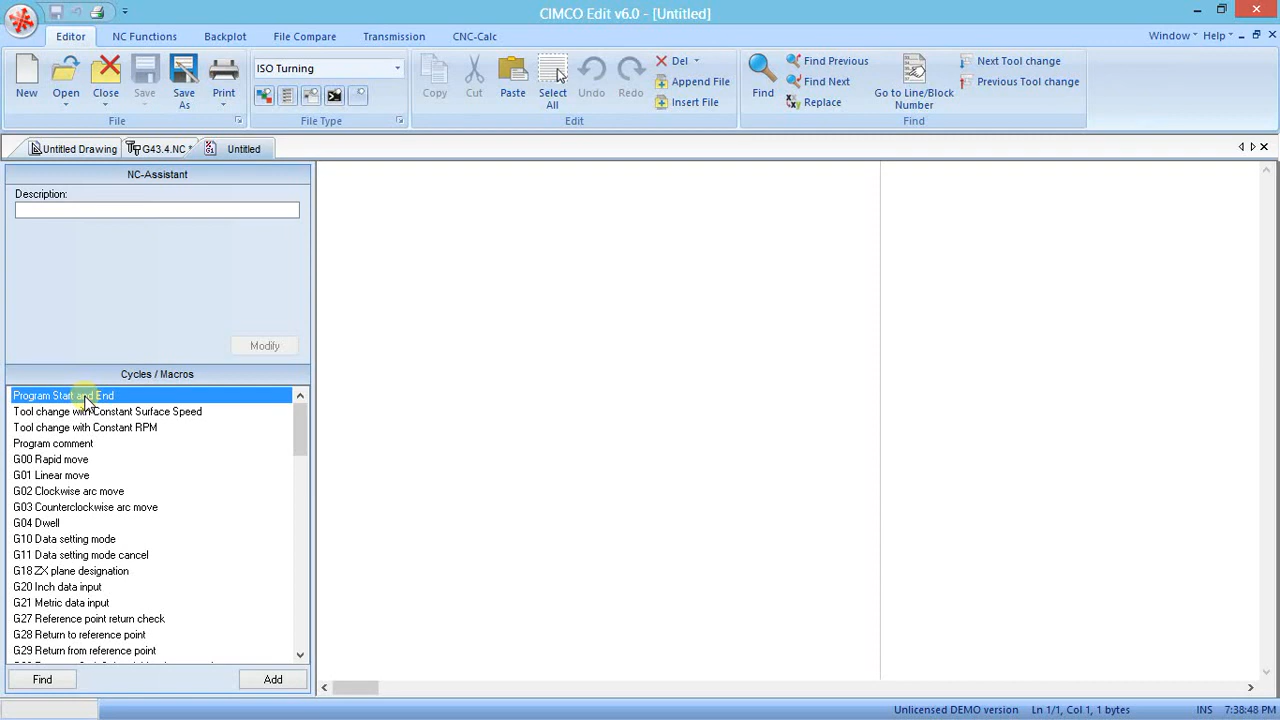 CIMCO Edit v6.0 - [Untitled]
Editor NC Functions Backplot File Compare Transmission CNC-Calc Window Help
New Open Close Save Save As Print
File
ISO Turning
File Type
Copy Cut Paste Select All Undo Redo
Del
Append File
Insert File
Edit
Find
Find Previous
Find Next
Replace
Go to Line/Block Number
Next Tool change
Previous Tool change
Find
Untitled Drawing G43.4.NC * Untitled
NC-Assistant
Description:
Modify
Cycles / Macros
Program Start and End
Tool change with Constant Surface Speed
Tool change with Constant RPM
Program comment
G00 Rapid move
G01 Linear move
G02 Clockwise arc move
G03 Counterclockwise arc move
G04 Dwell
G10 Data setting mode
G11 Data setting mode cancel
G18 ZX plane designation
G20 Inch data input
G21 Metric data input
G27 Reference point return check
G28 Return to reference point
G29 Return from reference point
Find Add
Unlicensed DEMO version Ln 1/1, Col 1, 1 bytes INS 7:38:48 PM